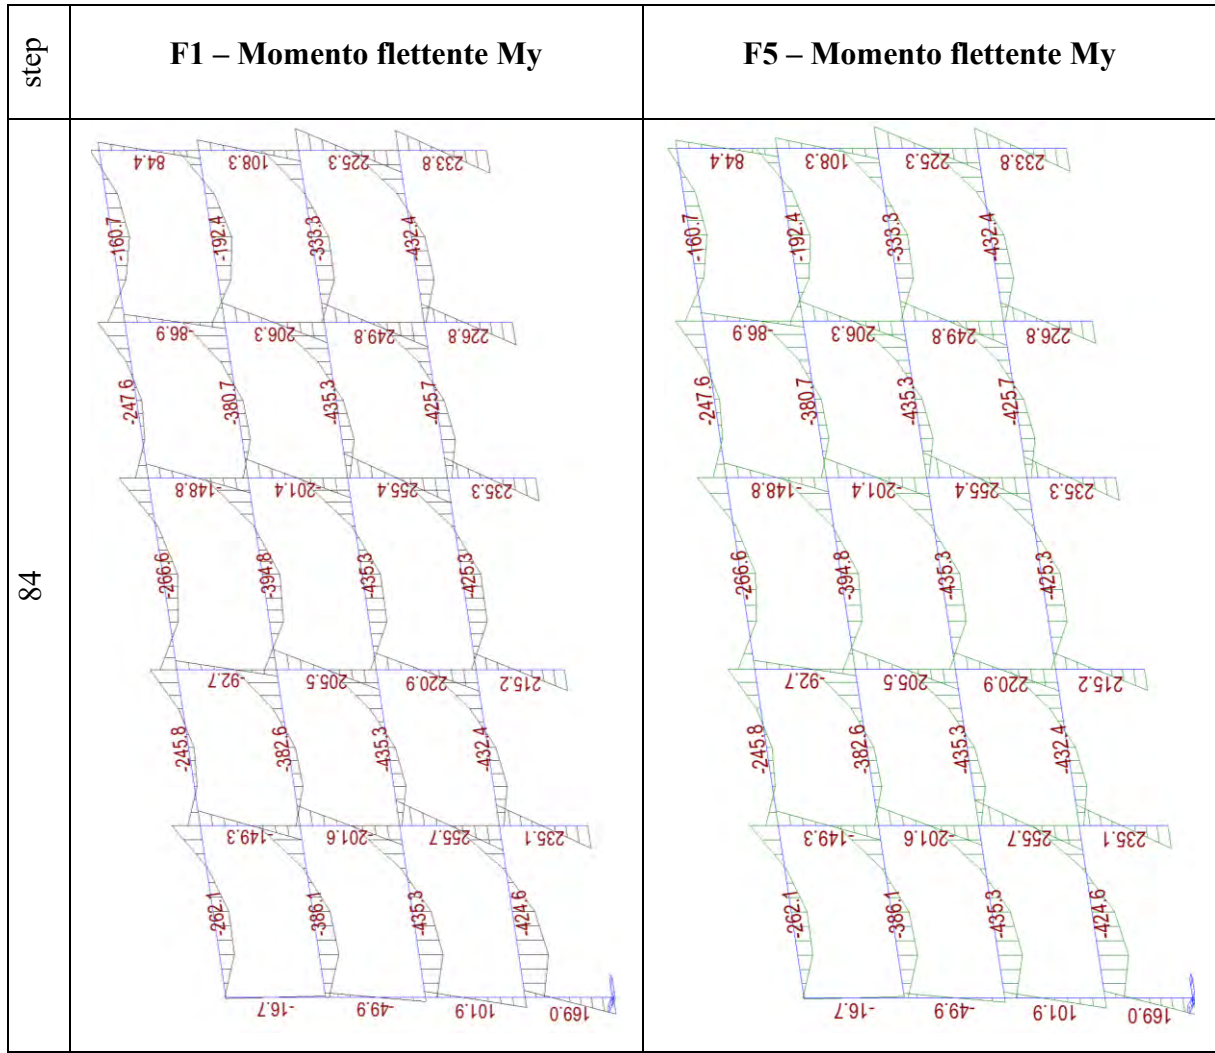 step
F1 – Momento flettente My
F5 – Momento flettente My
84
84.4 108.3 225.3 233.8
-160.7 -192.4 -333.3 -432.4
-86.9 206.3 249.8 226.8
-247.6 -380.7 -435.3 -425.7
-148.8 -201.4 255.4 235.3
-266.6 -394.8 -435.3 -425.3
-92.7 205.5 220.9 215.2
-245.8 -382.6 -435.3 -432.4
-149.3 -201.6 255.7 235.1
-262.1 -386.1 -435.3 -424.6
-16.7 -49.9 101.9 169.0
84.4 108.3 225.3 233.8
-160.7 -192.4 -333.3 -432.4
-86.9 206.3 249.8 226.8
-247.6 -380.7 -435.3 -425.7
-148.8 -201.4 255.4 235.3
-266.6 -394.8 -435.3 -425.3
-92.7 205.5 220.9 215.2
-245.8 -382.6 -435.3 -432.4
-149.3 -201.6 255.7 235.1
-262.1 -386.1 -435.3 -424.6
-16.7 -49.9 101.9 169.0